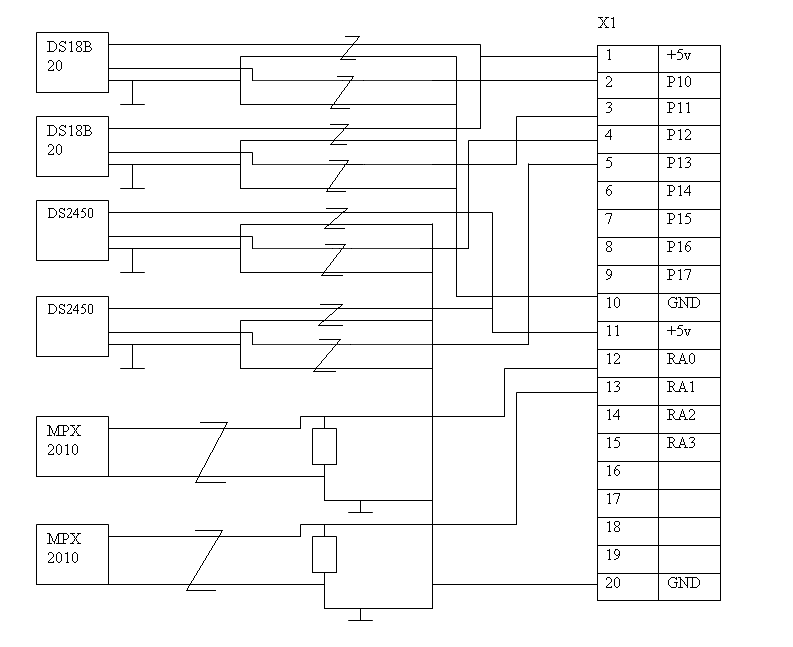 X1
DS18B
20
DS18B
20
DS2450
DS2450
MPX
2010
MPX
2010
1 +5v
2 P10
3 P11
4 P12
5 P13
6 P14
7 P15
8 P16
9 P17
10 GND
11 +5v
12 RA0
13 RA1
14 RA2
15 RA3
16
17
18
19
20 GND